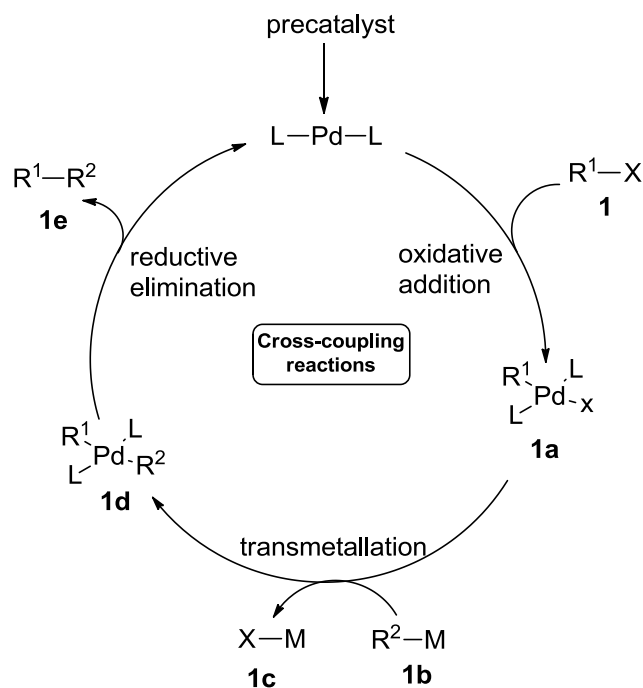 precatalyst
L—Pd—L
R¹—R²
1e
R¹—X
1
reductive
elimination
oxidative
addition
Cross-coupling
reactions
R¹
L
Pd
L
x
1a
R¹
L
Pd
L
R²
1d
transmetallation
X—M
1c
R²—M
1b